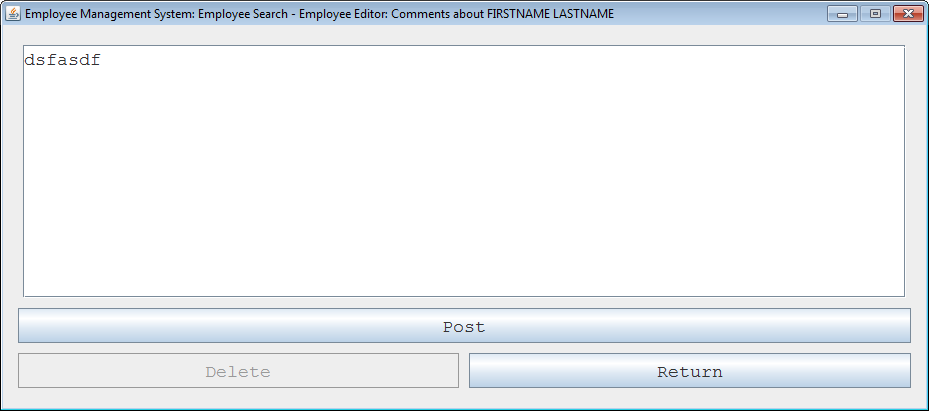 Employee Management System: Employee Search - Employee Editor: Comments about FIRSTNAME LASTNAME
dsfasdf
Post
Delete
Return